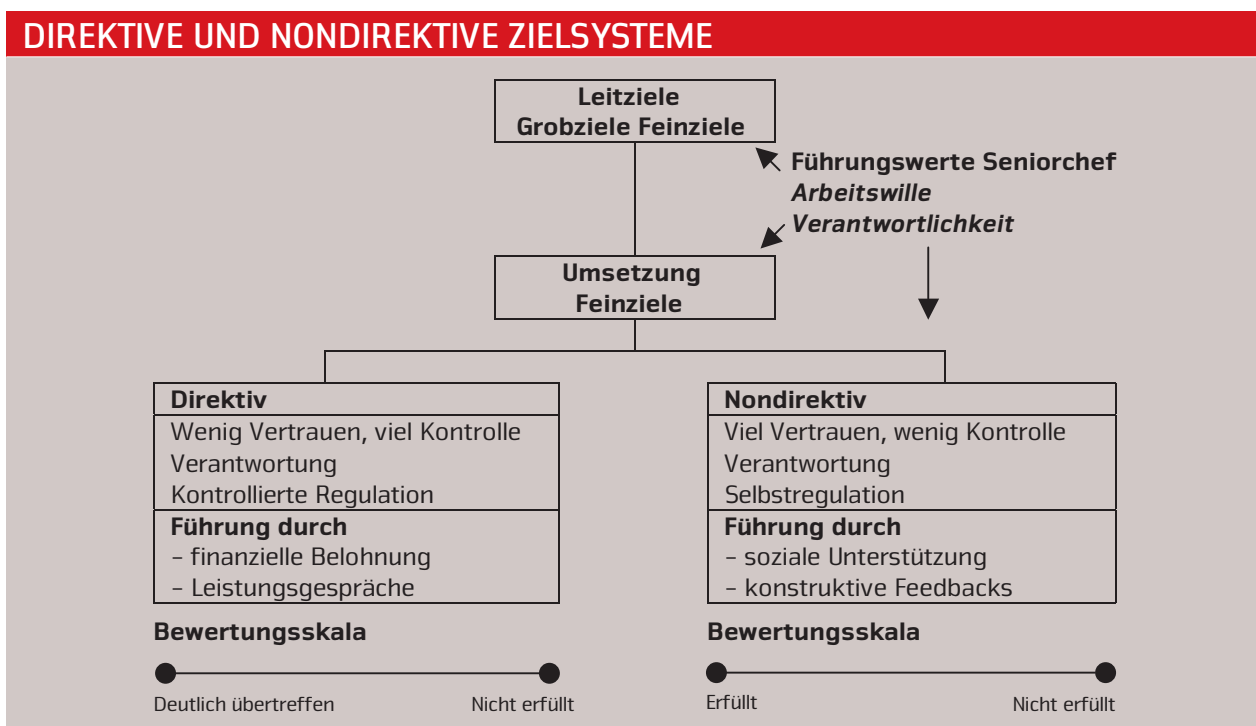 DIREKTIVE UND NONDIREKTIVE ZIELSYSTEME
Leitziele
Grobziele Feinziele
Führungswerte Seniorchef
Arbeitswille
Verantwortlichkeit
Umsetzung
Feinziele
Direktiv
Wenig Vertrauen, viel Kontrolle
Verantwortung
Kontrollierte Regulation
Führung durch
– finanzielle Belohnung
– Leistungsgespräche
Bewertungsskala
Deutlich übertreffen
Nicht erfüllt
Nondirektiv
Viel Vertrauen, wenig Kontrolle
Verantwortung
Selbstregulation
Führung durch
– soziale Unterstützung
– konstruktive Feedbacks
Bewertungsskala
Erfüllt
Nicht erfüllt